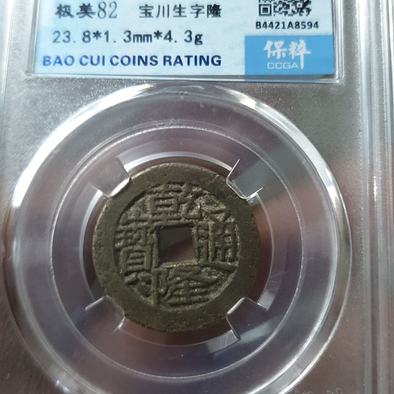 极美82 宝川生字隆
23.8*1.3mm*4.3g
BAO CUI COINS RATING
B4421A8594
保粹
CCGA
乾隆通寶